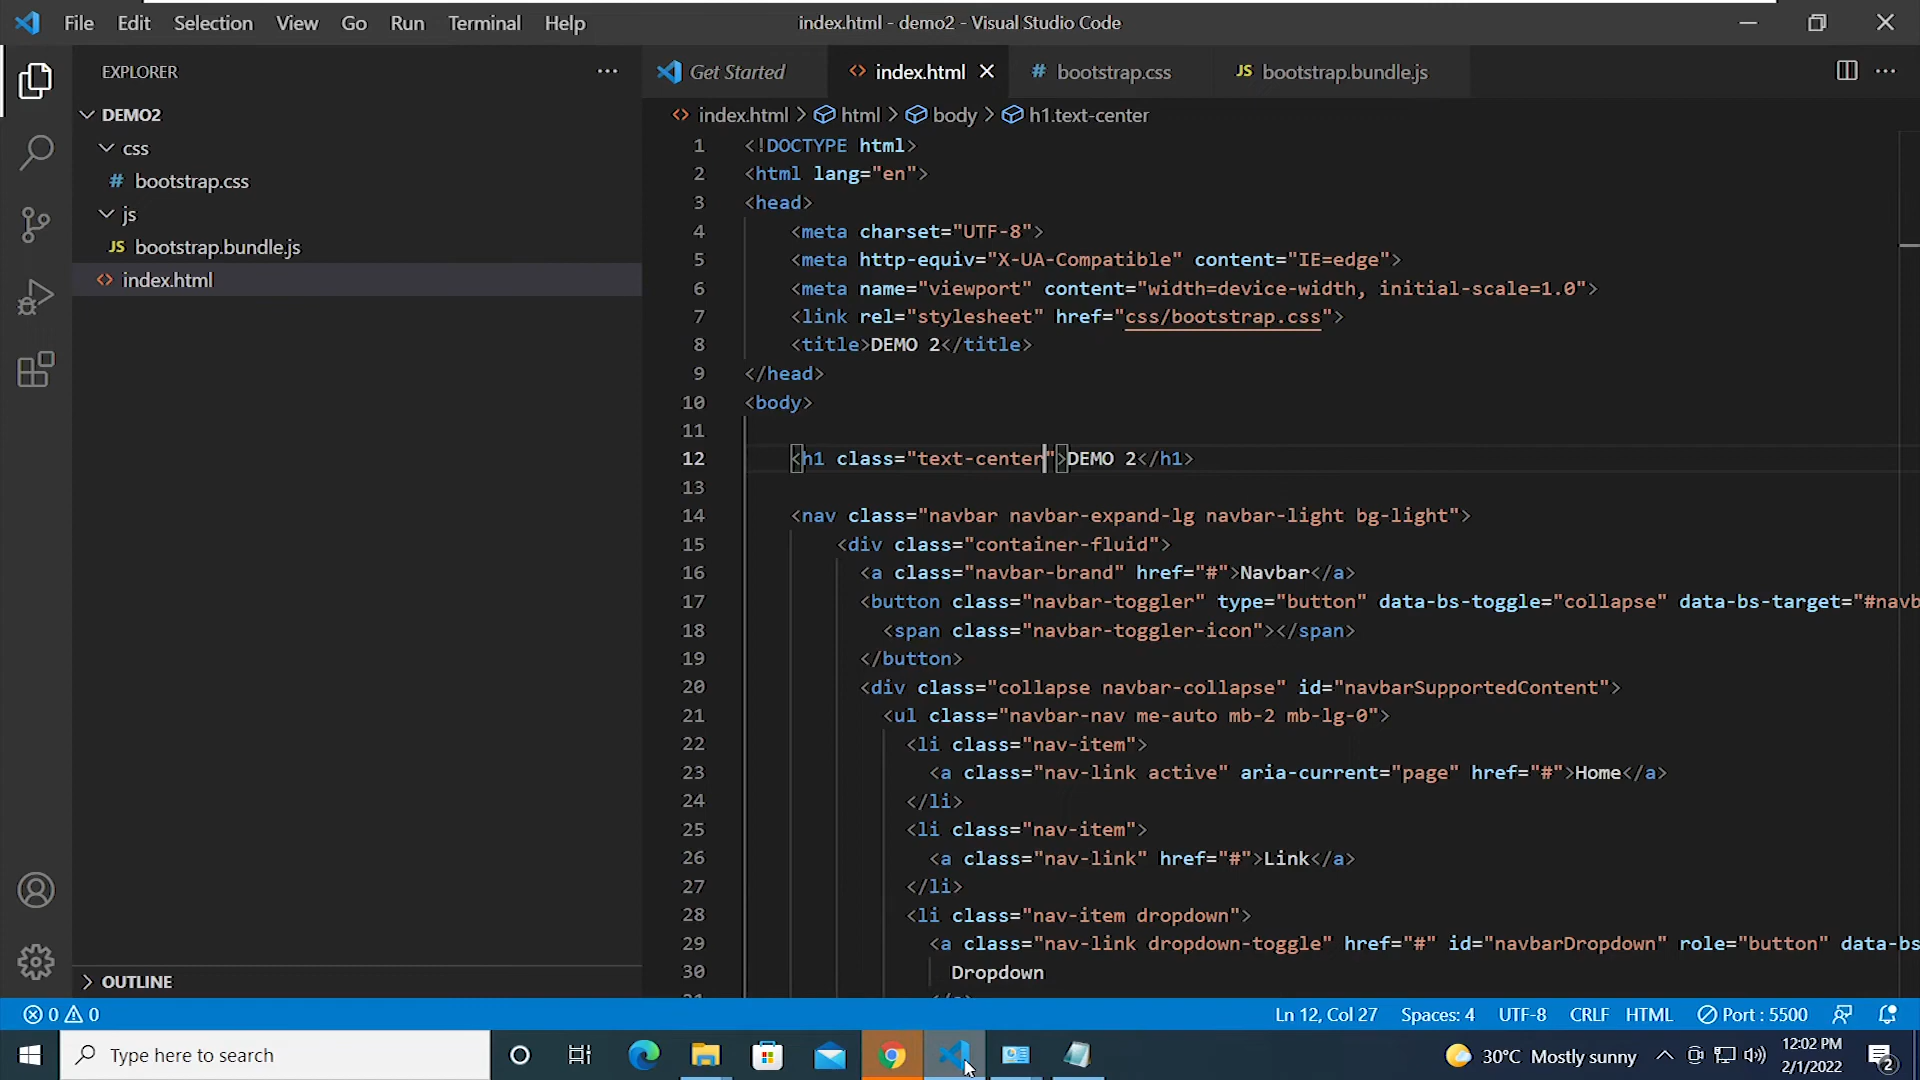 File Edit Selection View Go Run Terminal Help
index.html - demo2 - Visual Studio Code
EXPLORER
DEMO2
css
# bootstrap.css
js
JS bootstrap.bundle.js
<> index.html
OUTLINE
Get Started
<> index.html
# bootstrap.css
JS bootstrap.bundle.js
<> index.html > html > body > h1.text-center
1 <!DOCTYPE html>
2 <html lang="en">
3 <head>
4 <meta charset="UTF-8">
5 <meta http-equiv="X-UA-Compatible" content="IE=edge">
6 <meta name="viewport" content="width=device-width, initial-scale=1.0">
7 <link rel="stylesheet" href="css/bootstrap.css">
8 <title>DEMO 2</title>
9 </head>
10 <body>
11
12 <h1 class="text-center">DEMO 2</h1>
13
14 <nav class="navbar navbar-expand-lg navbar-light bg-light">
15 <div class="container-fluid">
16 <a class="navbar-brand" href="#">Navbar</a>
17 <button class="navbar-toggler" type="button" data-bs-toggle="collapse" data-bs-target="#navb
18 <span class="navbar-toggler-icon"></span>
19 </button>
20 <div class="collapse navbar-collapse" id="navbarSupportedContent">
21 <ul class="navbar-nav me-auto mb-2 mb-lg-0">
22 <li class="nav-item">
23 <a class="nav-link active" aria-current="page" href="#">Home</a>
24 </li>
25 <li class="nav-item">
26 <a class="nav-link" href="#">Link</a>
27 </li>
28 <li class="nav-item dropdown">
29 <a class="nav-link dropdown-toggle" href="#" id="navbarDropdown" role="button" data-bs
30 Dropdown
0 0
Ln 12, Col 27 Spaces: 4 UTF-8 CRLF HTML Port : 5500
Type here to search
30°C Mostly sunny
12:02 PM
2/1/2022
2